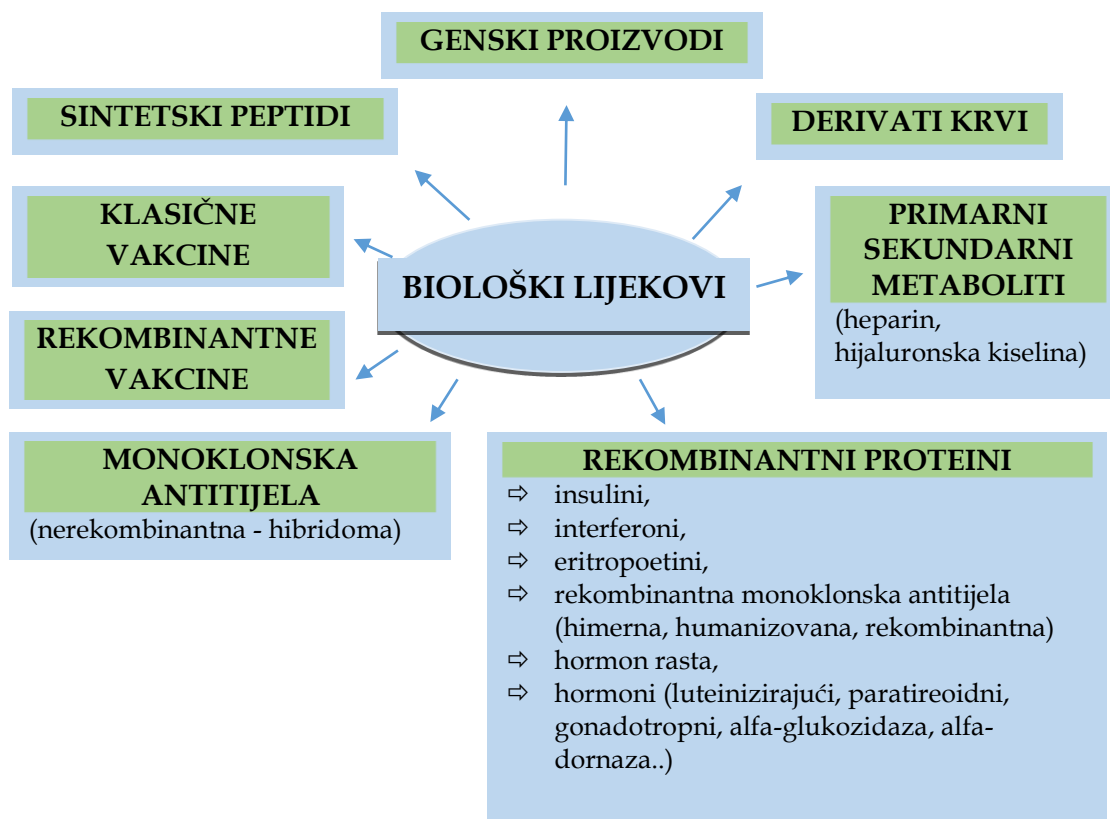 GENSKI PROIZVODI
SINTETSKI PEPTIDI
DERIVATI KRVI
KLASIČNE
VAKCINE
PRIMARNI
SEKUNDARNI
METABOLITI
(heparin,
hijaluronska kiselina)
BIOLOŠKI LIJEKOVI
REKOMBINANTNE
VAKCINE
MONOKLONSKA
ANTITIJELA
(nerekombinantna - hibridoma)
REKOMBINANTNI PROTEINI
⇨ insulini,
⇨ interferoni,
⇨ eritropoetini,
⇨ rekombinantna monoklonska antitijela
(himerna, humanizovana, rekombinantna)
⇨ hormon rasta,
⇨ hormoni (luteinizirajući, paratireoidni,
gonadotropni, alfa-glukozidaza, alfa-
dornaza..)